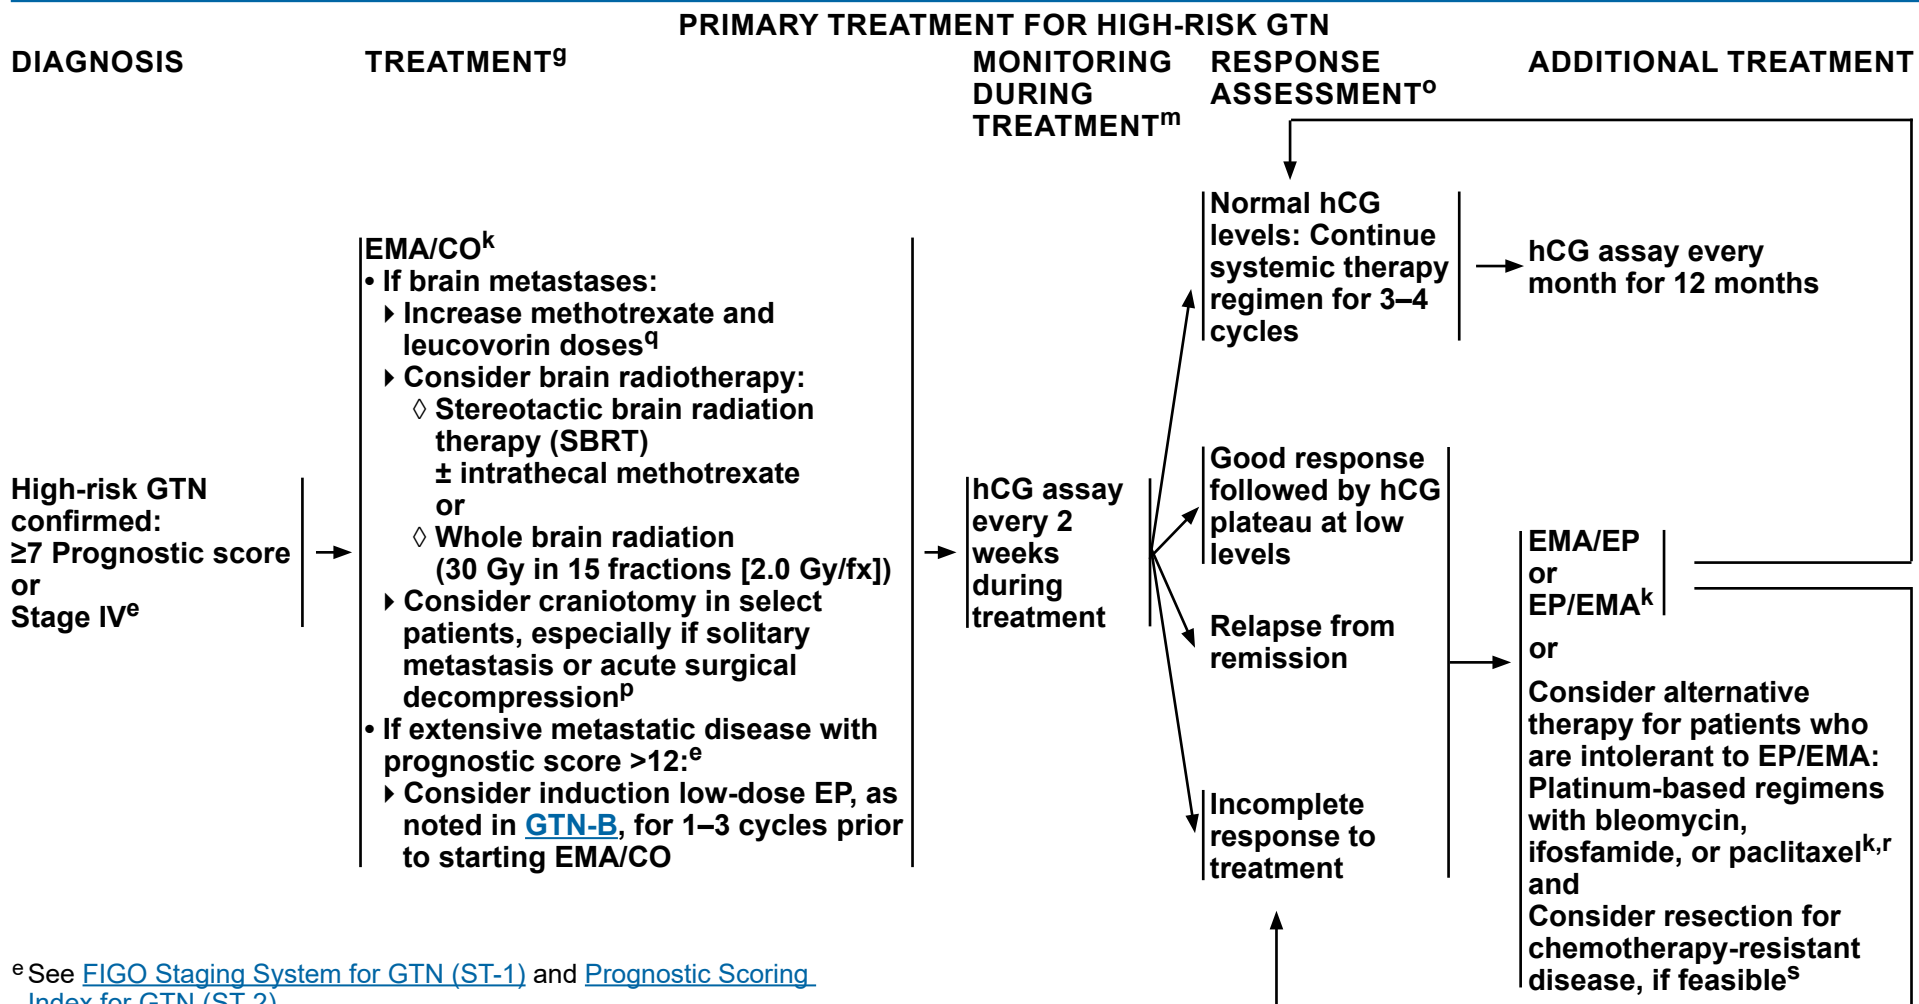 PRIMARY TREATMENT FOR HIGH-RISK GTN
DIAGNOSIS
TREATMENTg
MONITORING
DURING
TREATMENTm
RESPONSE
ASSESSMENTo
ADDITIONAL TREATMENT
High-risk GTN
confirmed:
≥7 Prognostic score
or
Stage IVe
EMA/COk
• If brain metastases:
Increase methotrexate and
leucovorin dosesq
Consider brain radiotherapy:
◊ Stereotactic brain radiation
therapy (SBRT)
± intrathecal methotrexate
or
◊ Whole brain radiation
(30 Gy in 15 fractions [2.0 Gy/fx])
Consider craniotomy in select
patients, especially if solitary
metastasis or acute surgical
decompressionp
• If extensive metastatic disease with
prognostic score >12:e
Consider induction low-dose EP, as
noted in GTN-B, for 1–3 cycles prior
to starting EMA/CO
hCG assay
every 2
weeks
during
treatment
Normal hCG
levels: Continue
systemic therapy
regimen for 3–4
cycles
hCG assay every
month for 12 months
Good response
followed by hCG
plateau at low
levels
Relapse from
remission
Incomplete
response to
treatment
EMA/EP
or
EP/EMAk
or
Consider alternative
therapy for patients who
are intolerant to EP/EMA:
Platinum-based regimens
with bleomycin,
ifosfamide, or paclitaxelk,r
and
Consider resection for
chemotherapy-resistant
disease, if feasibles
e See FIGO Staging System for GTN (ST-1) and Prognostic Scoring
Index for GTN (ST-2)